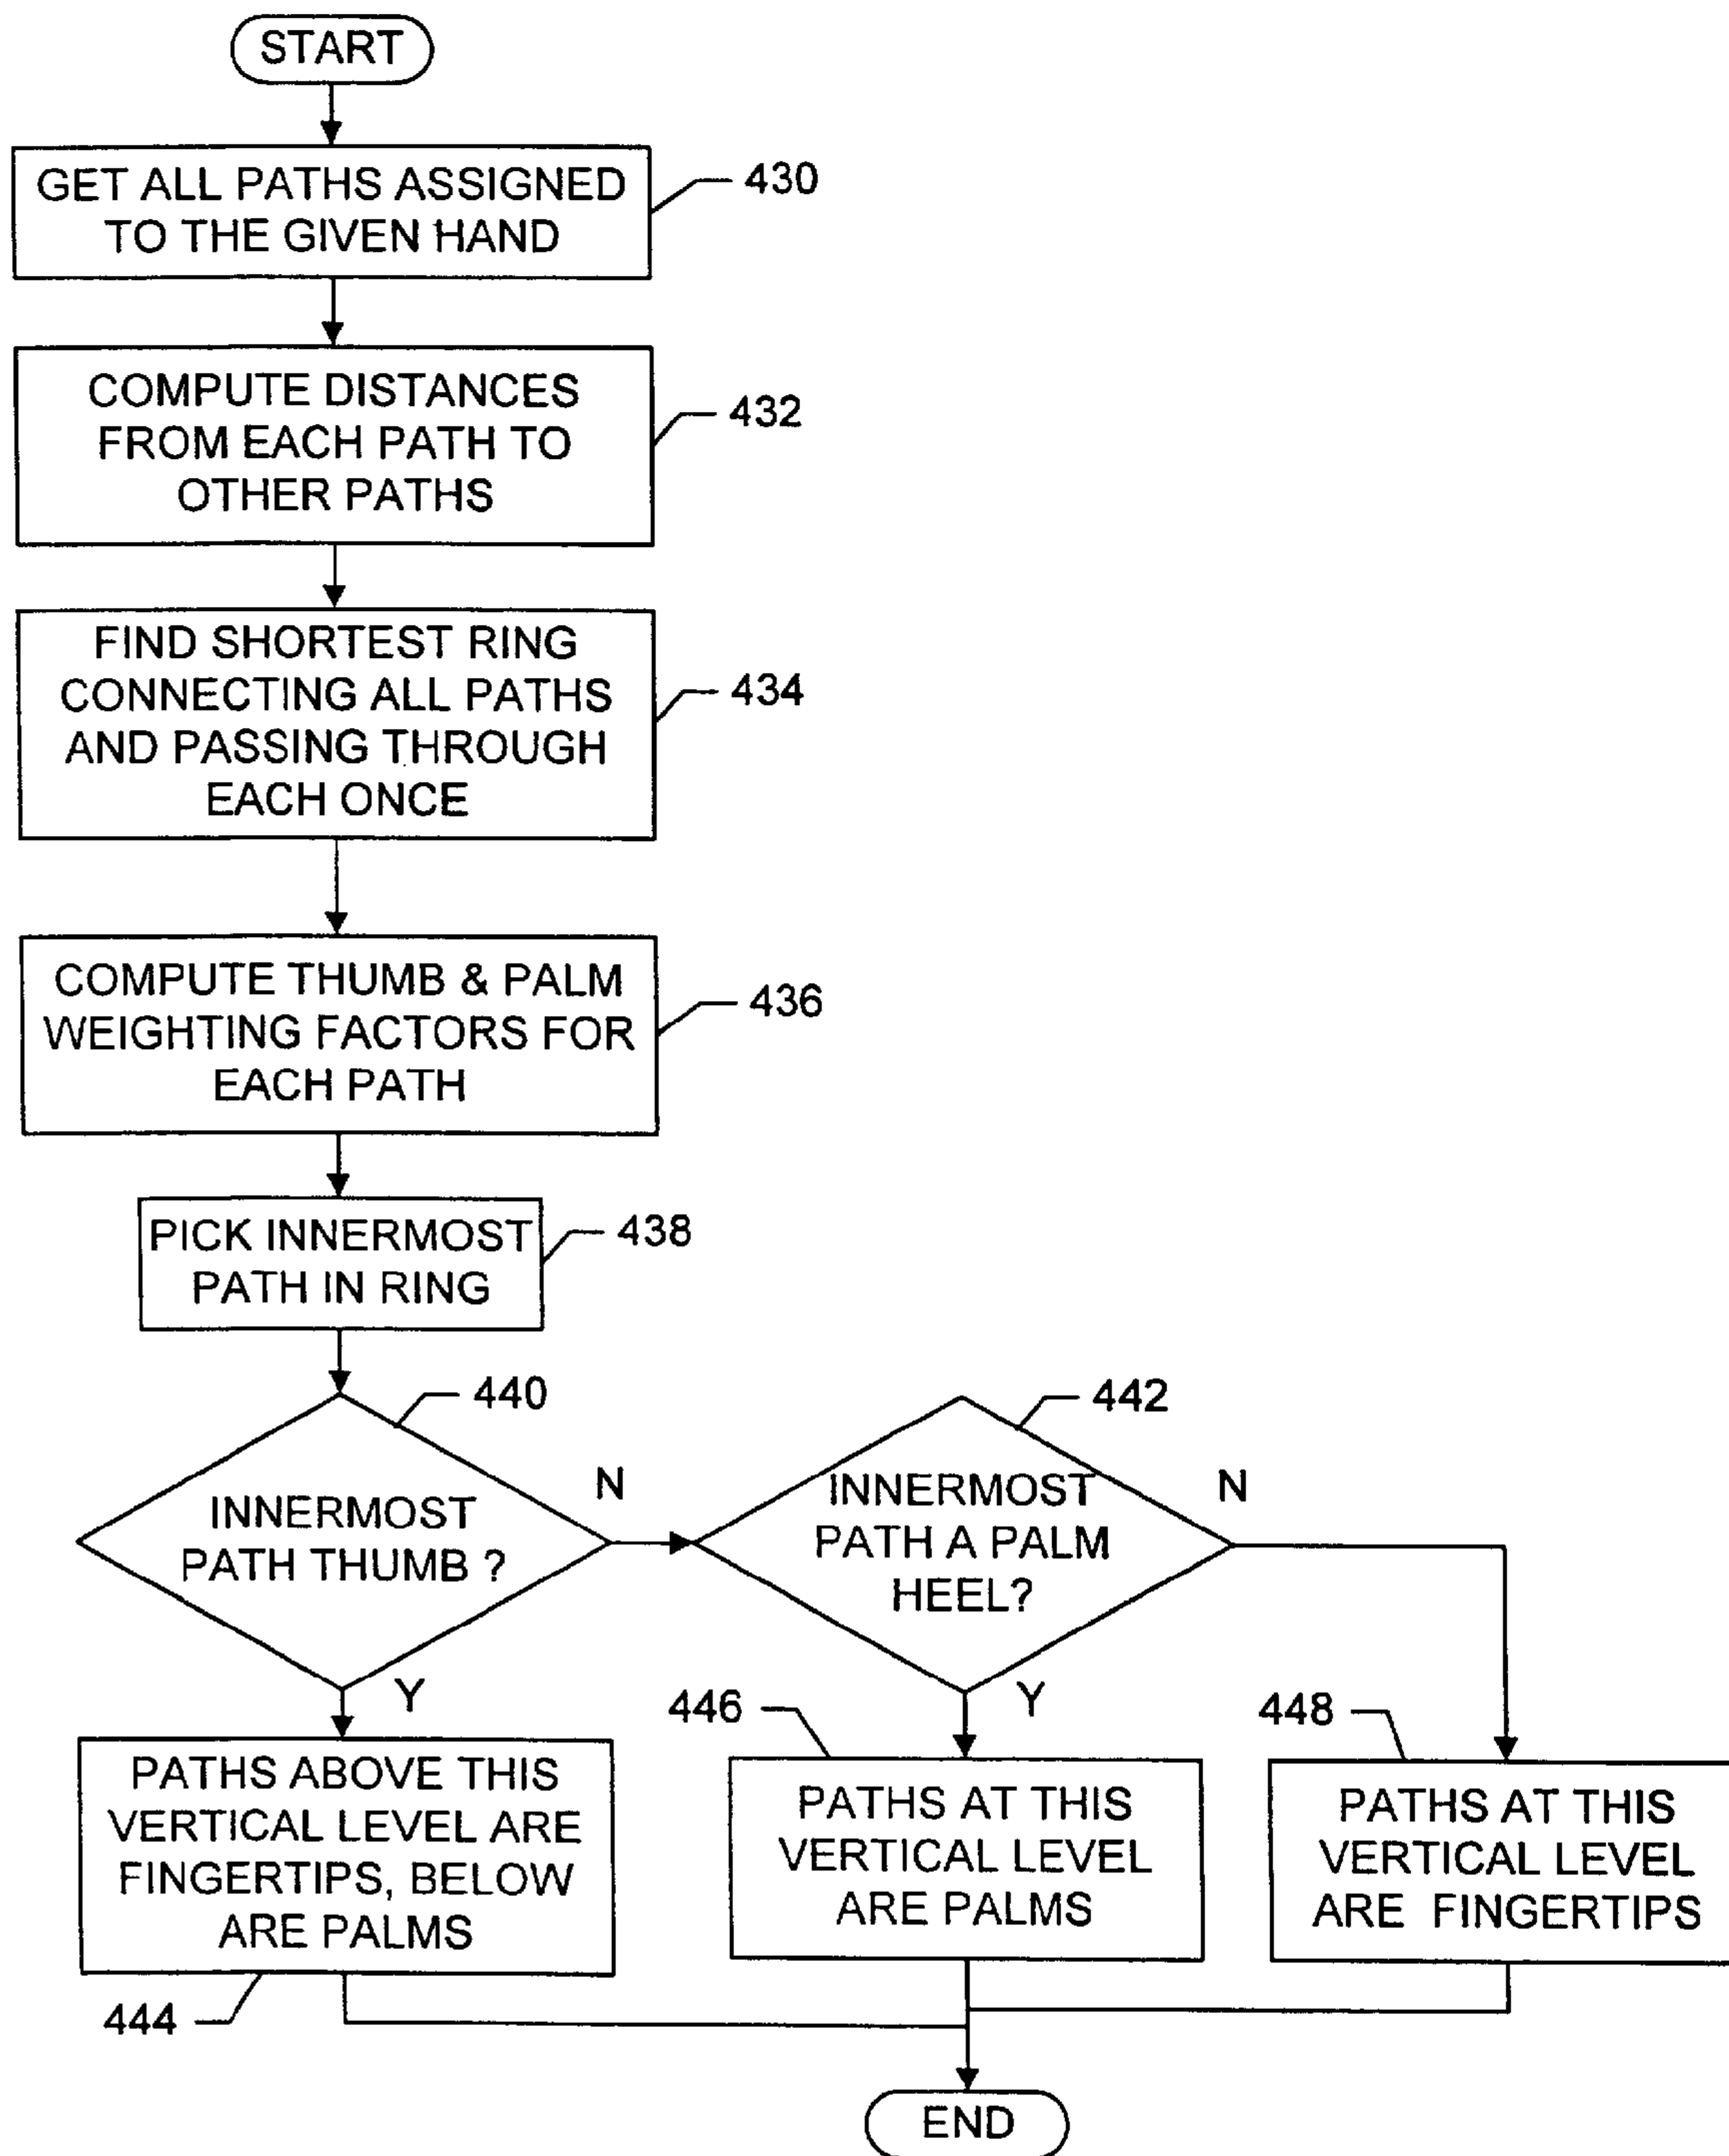 START
GET ALL PATHS ASSIGNED
TO THE GIVEN HAND
430
COMPUTE DISTANCES
FROM EACH PATH TO
OTHER PATHS
432
FIND SHORTEST RING
CONNECTING ALL PATHS
AND PASSING THROUGH
EACH ONCE
434
COMPUTE THUMB & PALM
WEIGHTING FACTORS FOR
EACH PATH
436
PICK INNERMOST
PATH IN RING
438
440
INNERMOST
PATH THUMB ?
N
Y
442
INNERMOST
PATH A PALM
HEEL?
N
Y
PATHS ABOVE THIS
VERTICAL LEVEL ARE
FINGERTIPS, BELOW
ARE PALMS
444
446
PATHS AT THIS
VERTICAL LEVEL
ARE PALMS
448
PATHS AT THIS
VERTICAL LEVEL
ARE FINGERTIPS
END